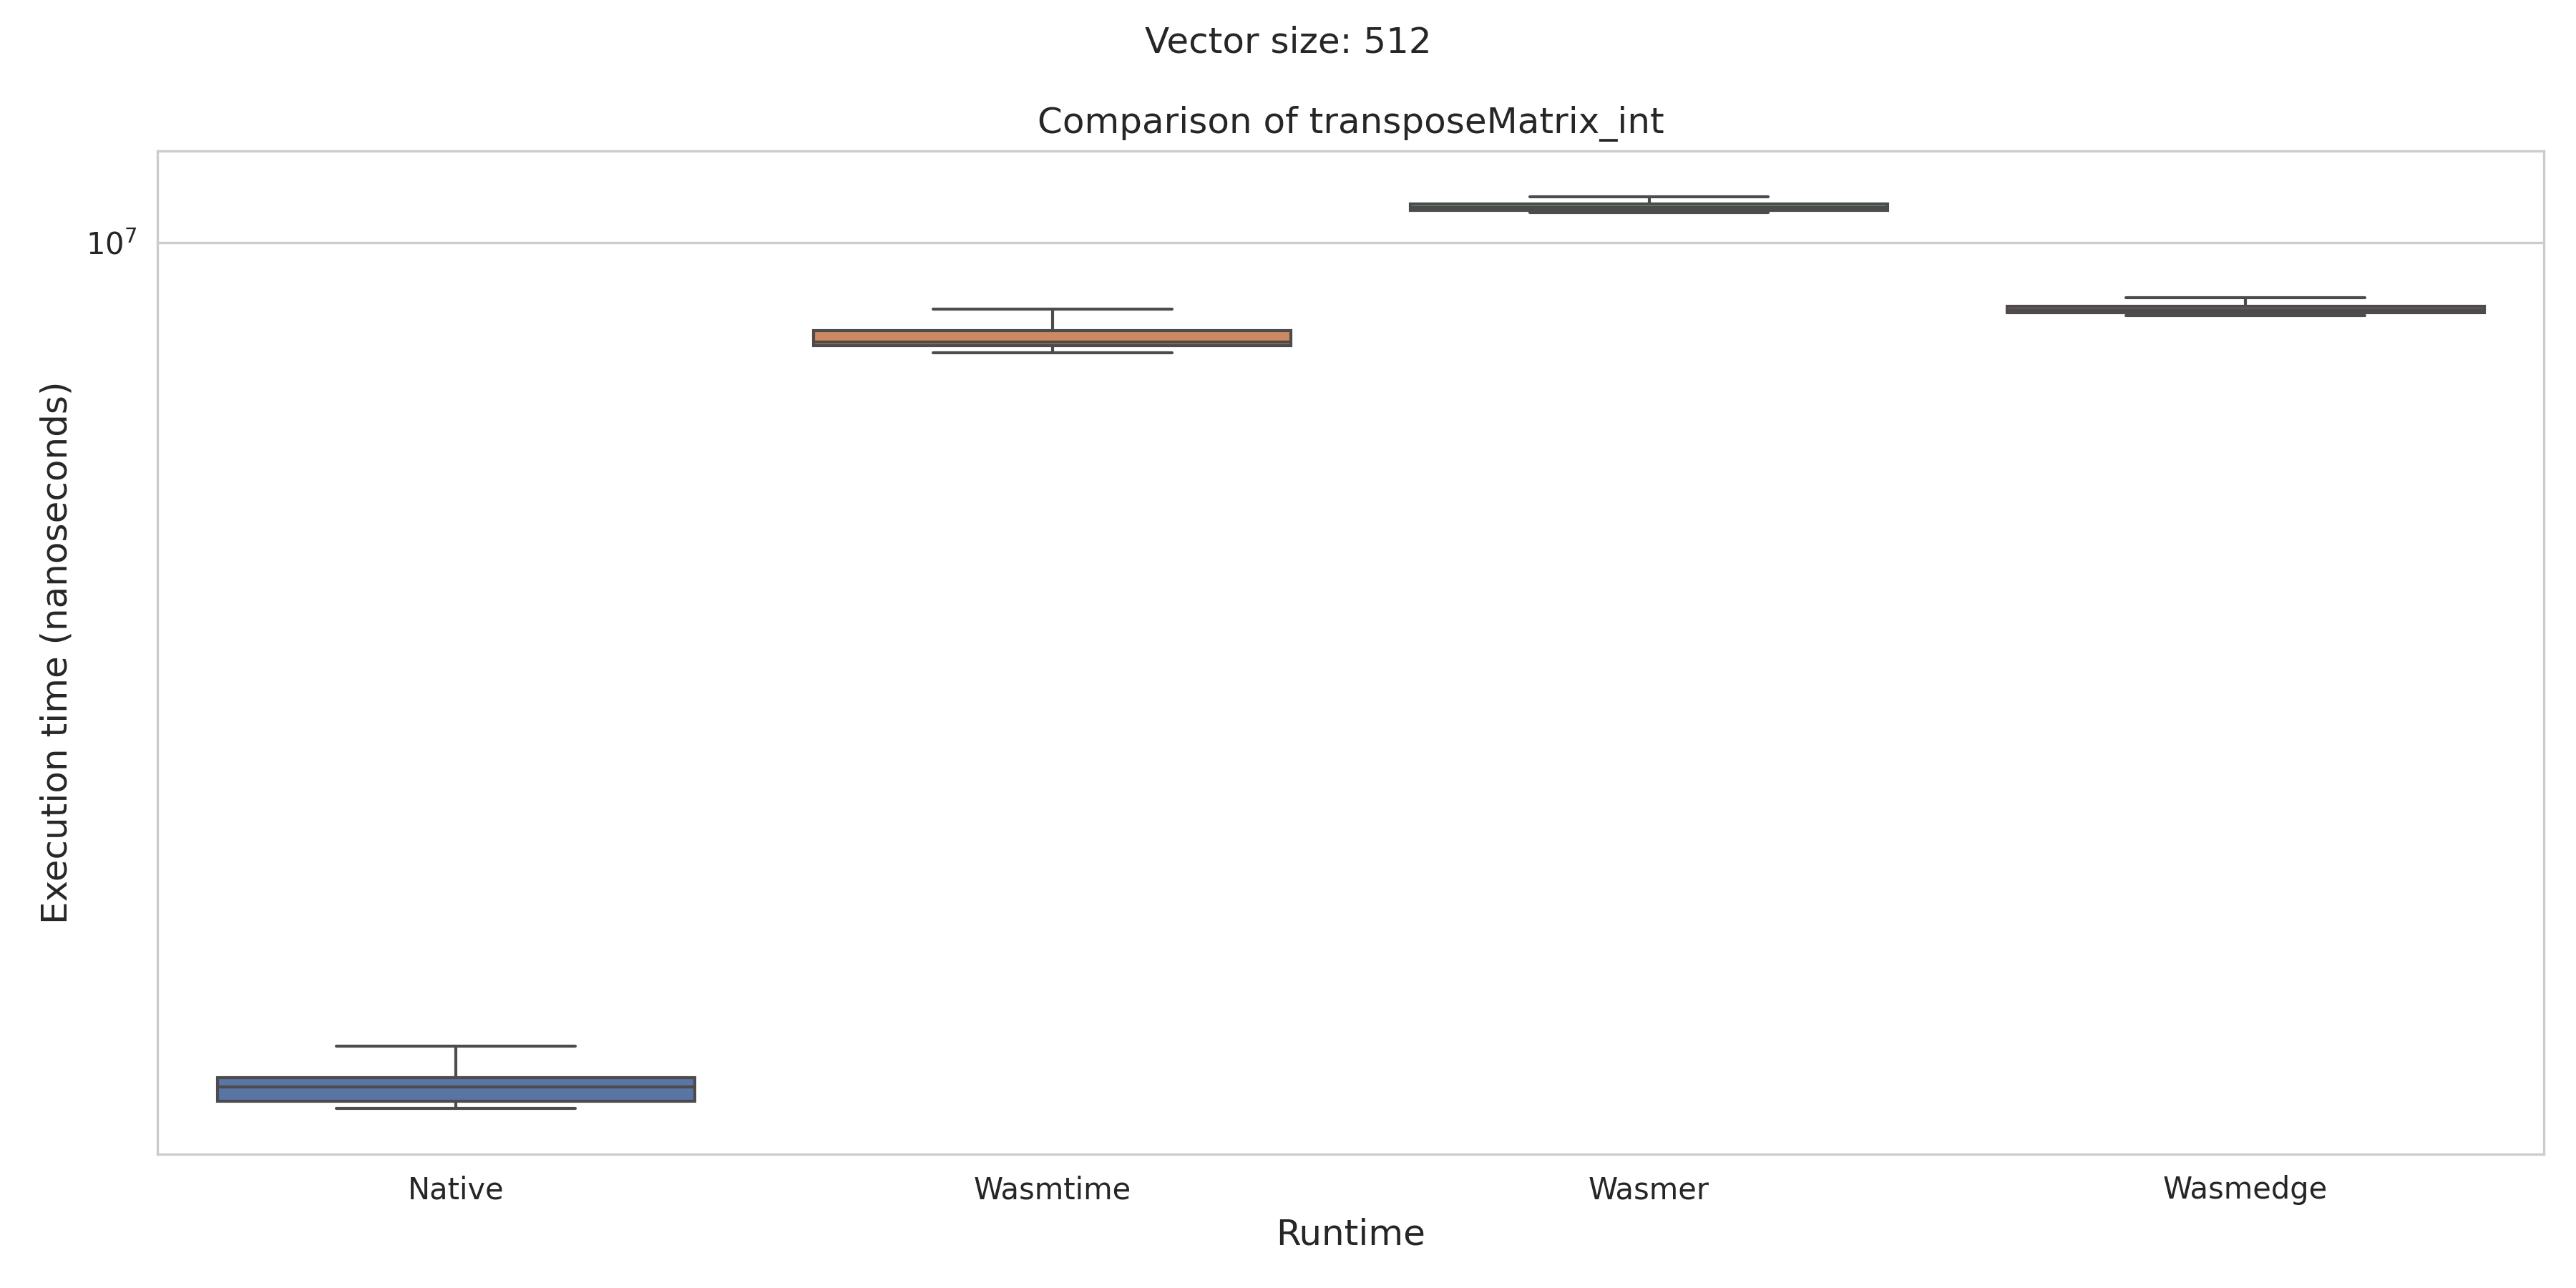 Vector size: 512
Comparison of transposeMatrix_int
10⁷
Execution time (nanoseconds)
Native Wasmtime Wasmer Wasmedge
Runtime